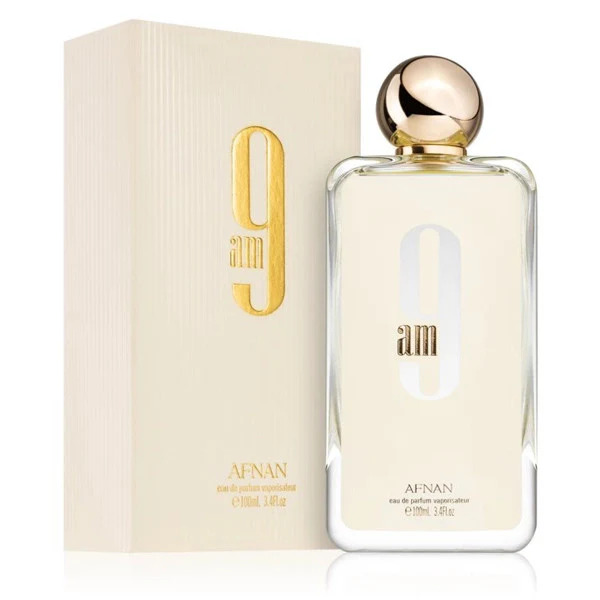 9
am
AFNAN
eau de parfum vaporisateur
℮100mL 3.4Fl.oz
9
am
AFNAN
eau de parfum vaporisateur
℮100mL 3.4Fl.oz